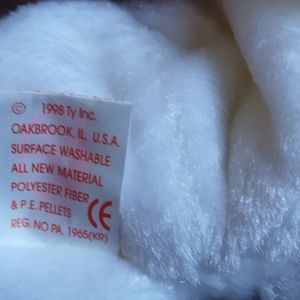 © 1998 Ty Inc.
OAKBROOK, IL. U.S.A.
SURFACE WASHABLE
ALL NEW MATERIAL
POLYESTER FIBER
& P.E. PELLETS CE
REG. NO PA. 1965(KR)